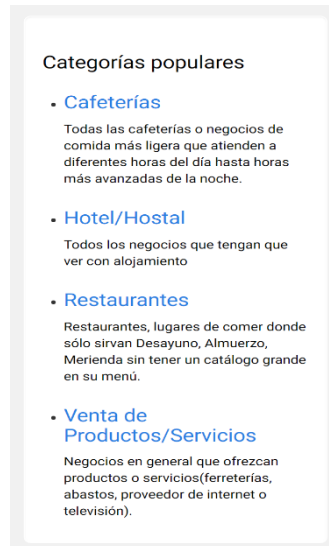 Categorías populares
Cafeterías
Todas las cafeterías o negocios de
comida más ligera que atienden a
diferentes horas del día hasta horas
más avanzadas de la noche.
Hotel/Hostal
Todos los negocios que tengan que
ver con alojamiento
Restaurantes
Restaurantes, lugares de comer donde
sólo sirvan Desayuno, Almuerzo,
Merienda sin tener un catálogo grande
en su menú.
Venta de
Productos/Servicios
Negocios en general que ofrezcan
productos o servicios(ferreterías,
abastos, proveedor de internet o
televisión).